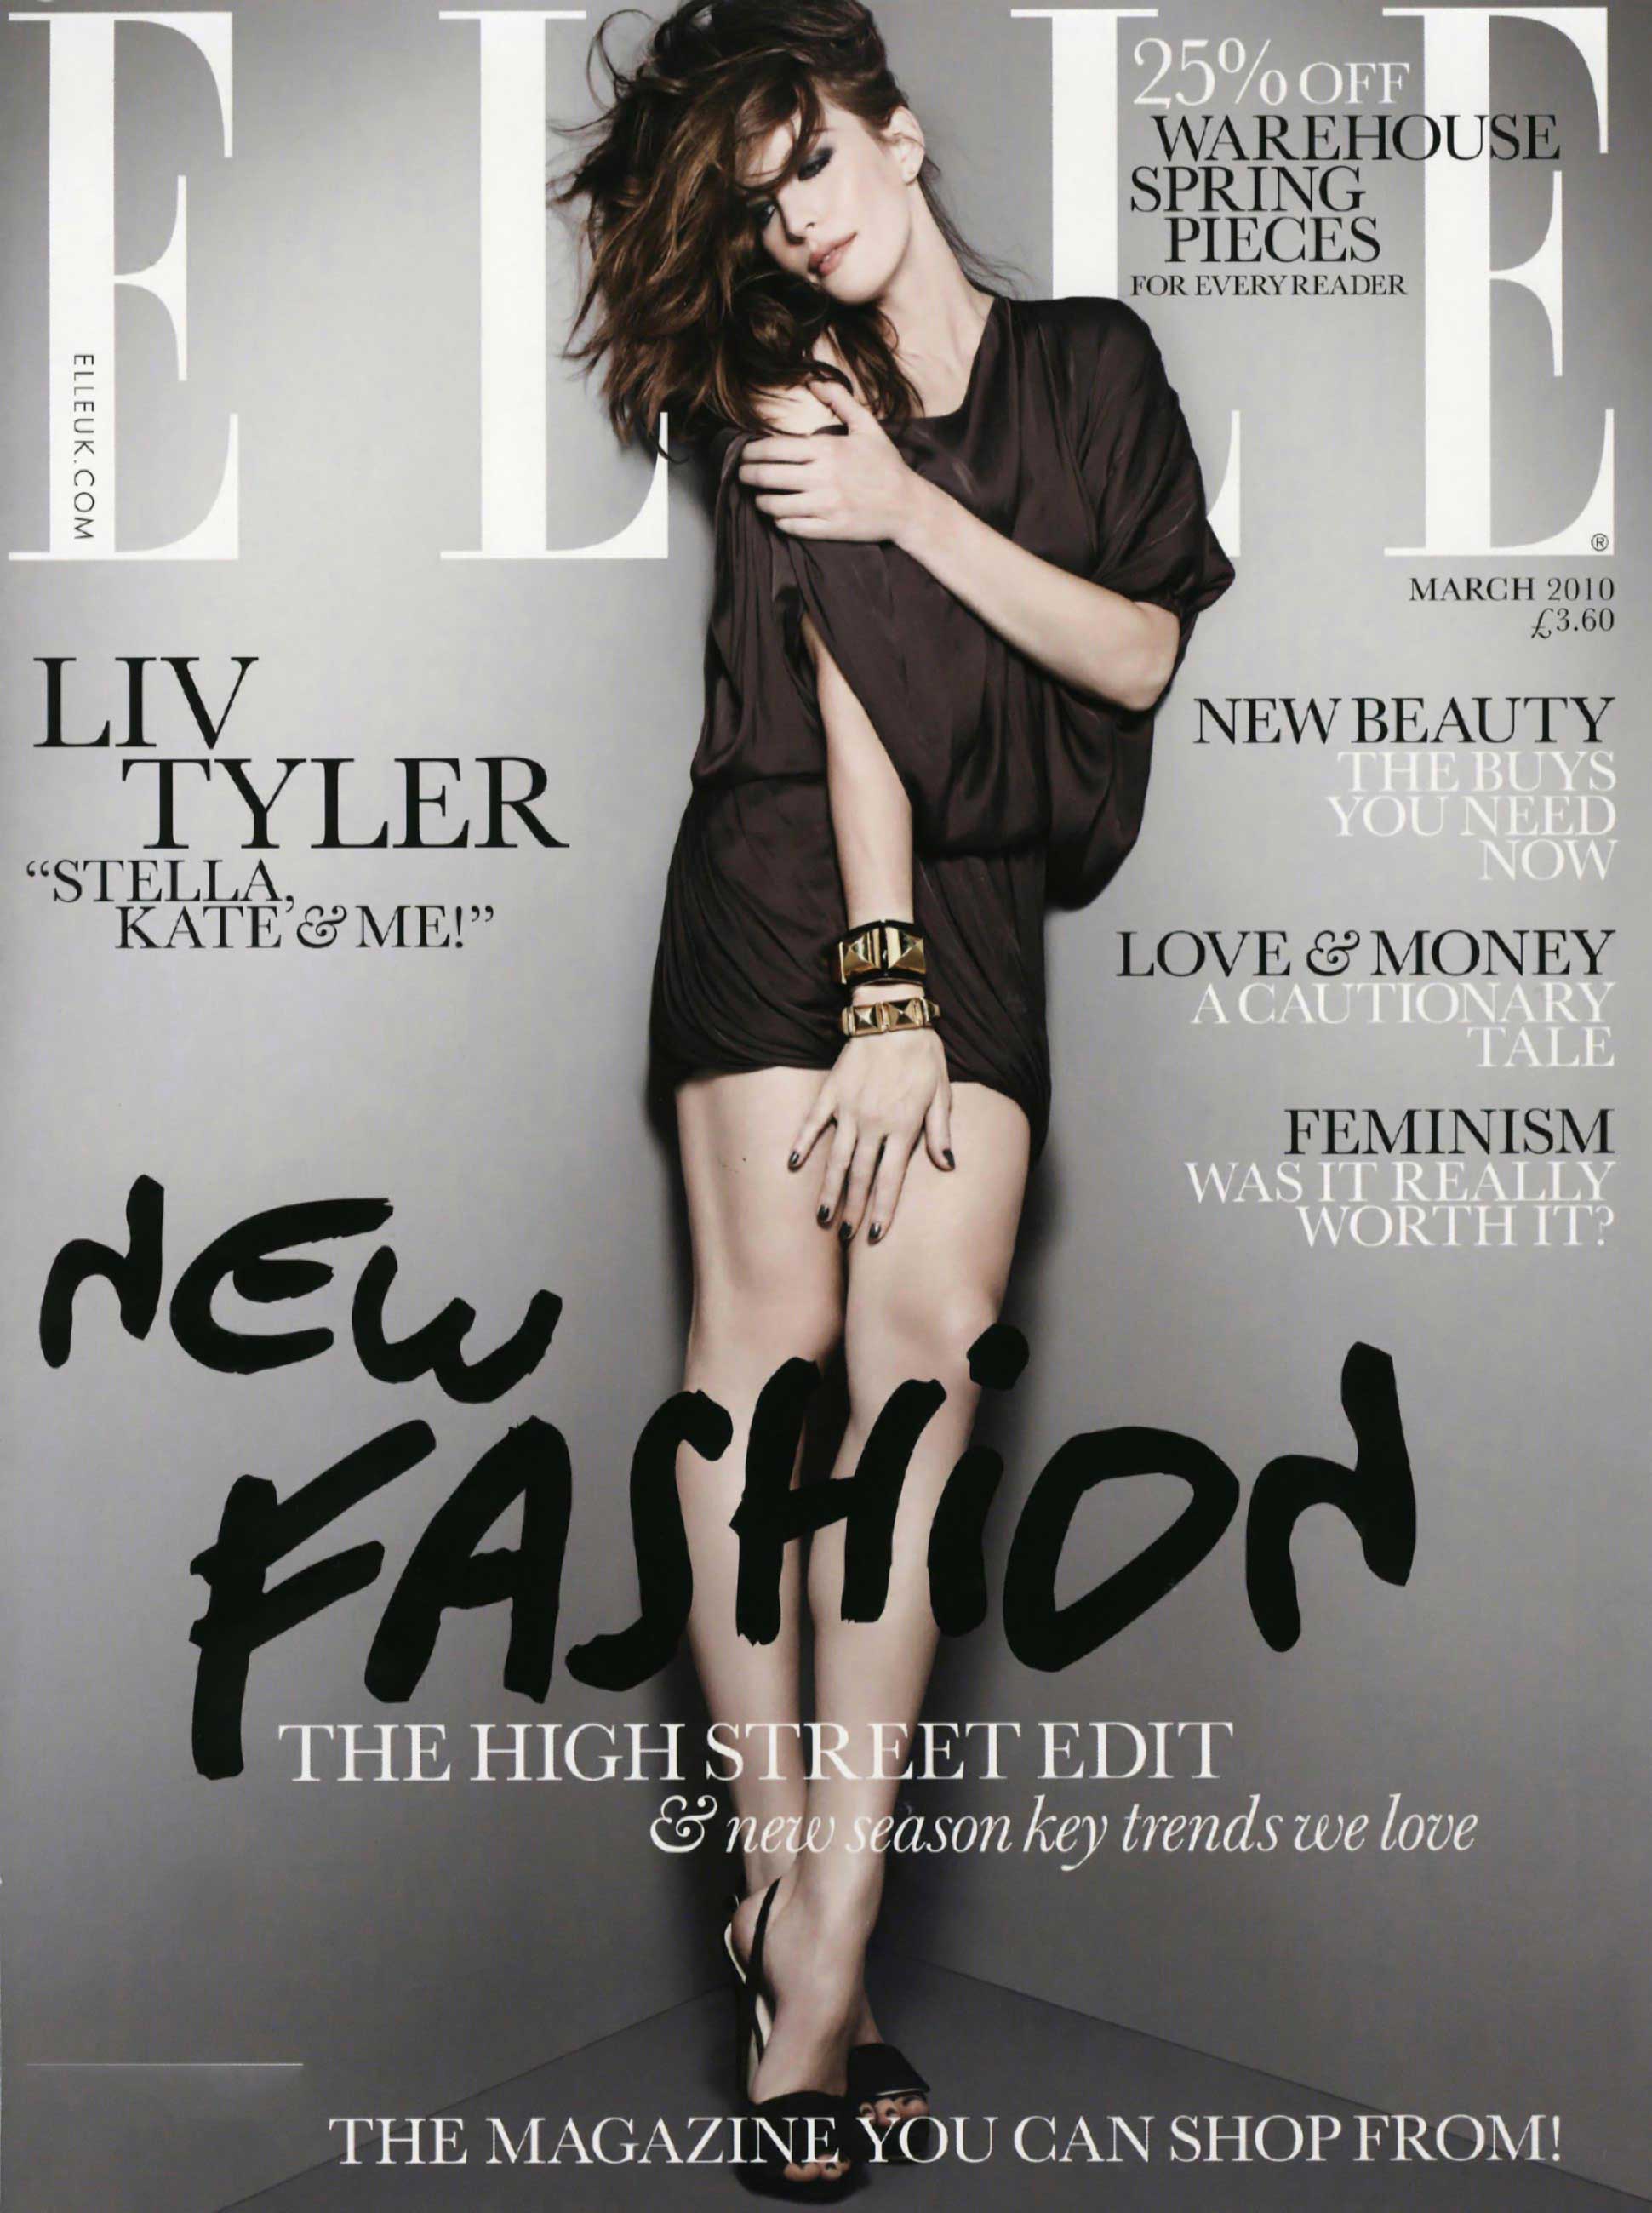 ELLE
25% OFF
WAREHOUSE
SPRING
PIECES
FOR EVERY READER
ELLEUK.COM
®
MARCH 2010
£3.60
LIV
TYLER
“STELLA,
KATE & ME!”
NEW BEAUTY
THE BUYS
YOU NEED
NOW
LOVE & MONEY
A CAUTIONARY
TALE
FEMINISM
WAS IT REALLY
WORTH IT?
NEW
FASHiON
THE HIGH STREET EDIT
& new season key trends we love
THE MAGAZINE YOU CAN SHOP FROM!